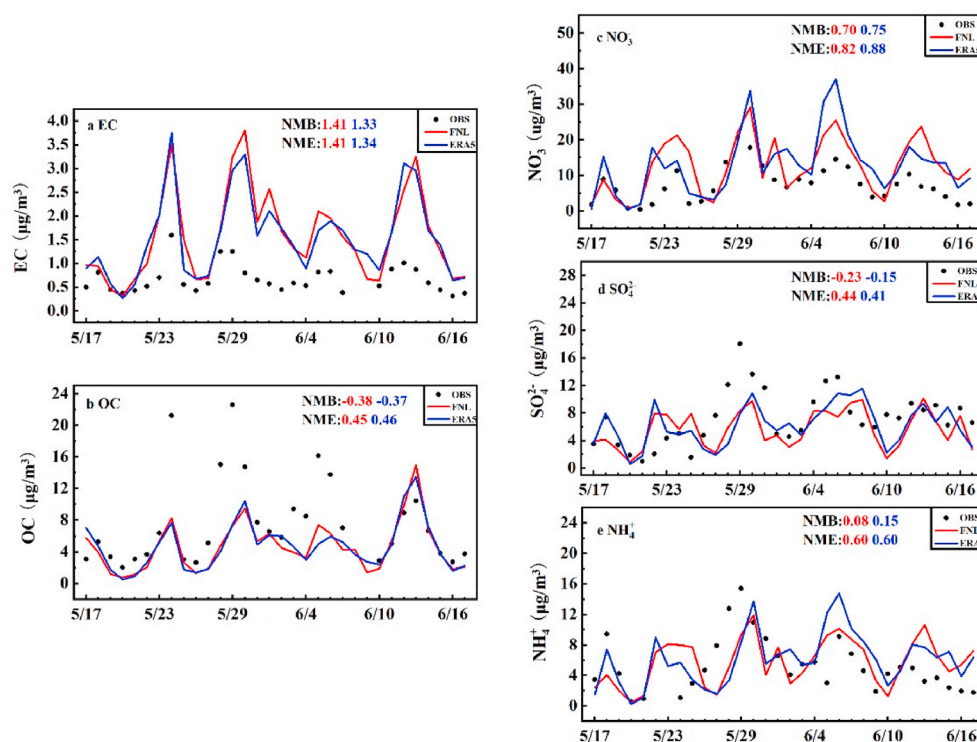 a EC
NMB:1.41 1.33
NME:1.41 1.34
OBS
FNL
ERA5
EC (μg/m³)
4.0
3.5
3.0
2.5
2.0
1.5
1.0
0.5
0.0
5/17 5/23 5/29 6/4 6/10 6/16
b OC
NMB:-0.38 -0.37
NME:0.45 0.46
OBS
FNL
ERA5
OC (μg/m³)
24
20
16
12
8
4
0
5/17 5/23 5/29 6/4 6/10 6/16
c NO₃⁻
NMB:0.70 0.75
NME:0.82 0.88
OBS
FNL
ERA5
NO₃⁻ (ug/m³)
50
40
30
20
10
0
5/17 5/23 5/29 6/4 6/10 6/16
d SO₄²⁻
NMB:-0.23 -0.15
NME:0.44 0.41
OBS
FNL
ERA5
SO₄²⁻ (μg/m³)
28
24
20
16
12
8
4
0
5/17 5/23 5/29 6/4 6/10 6/16
e NH₄⁺
NMB:0.08 0.15
NME:0.60 0.60
OBS
FNL
ERA5
NH₄⁺ (μg/m³)
24
20
16
12
8
4
0
5/17 5/23 5/29 6/4 6/10 6/16